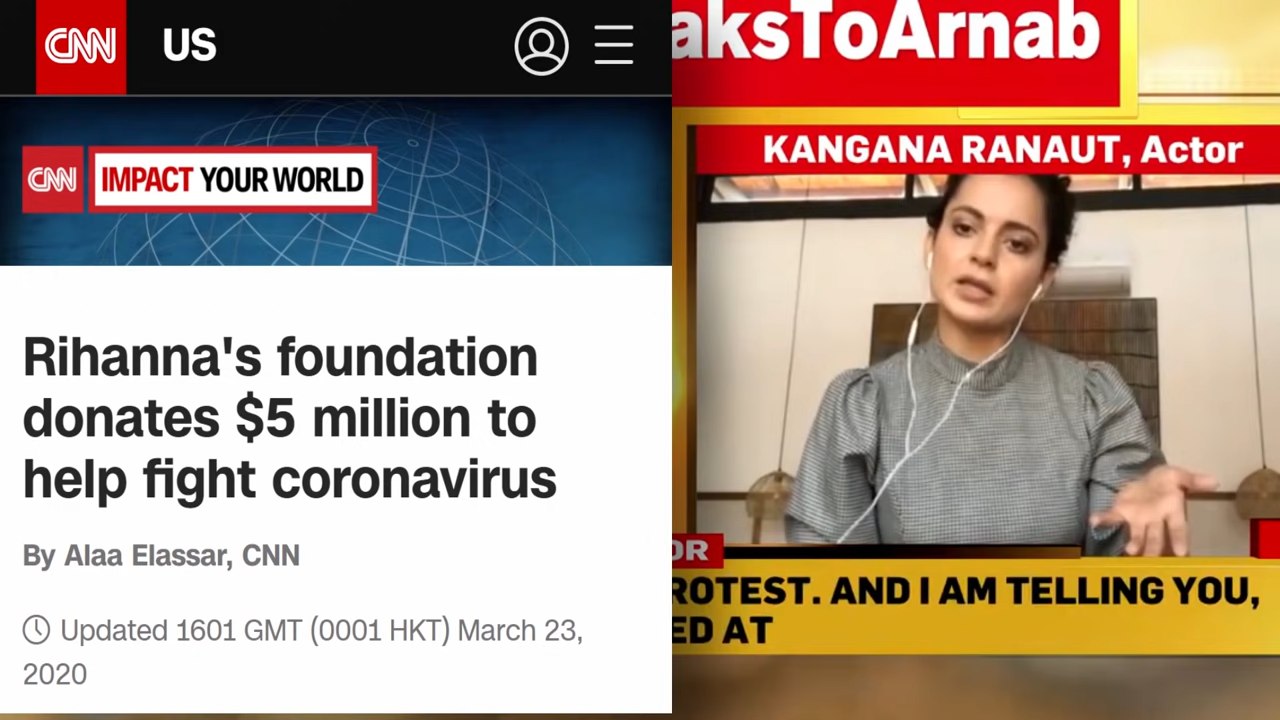 CNN US
CNN IMPACT YOUR WORLD
Rihanna's foundation
donates $5 million to
help fight coronavirus
By Alaa Elassar, CNN
Updated 1601 GMT (0001 HKT) March 23,
2020
aksToArnab
KANGANA RANAUT, Actor
OR
ROTEST. AND I AM TELLING YOU,
ED AT